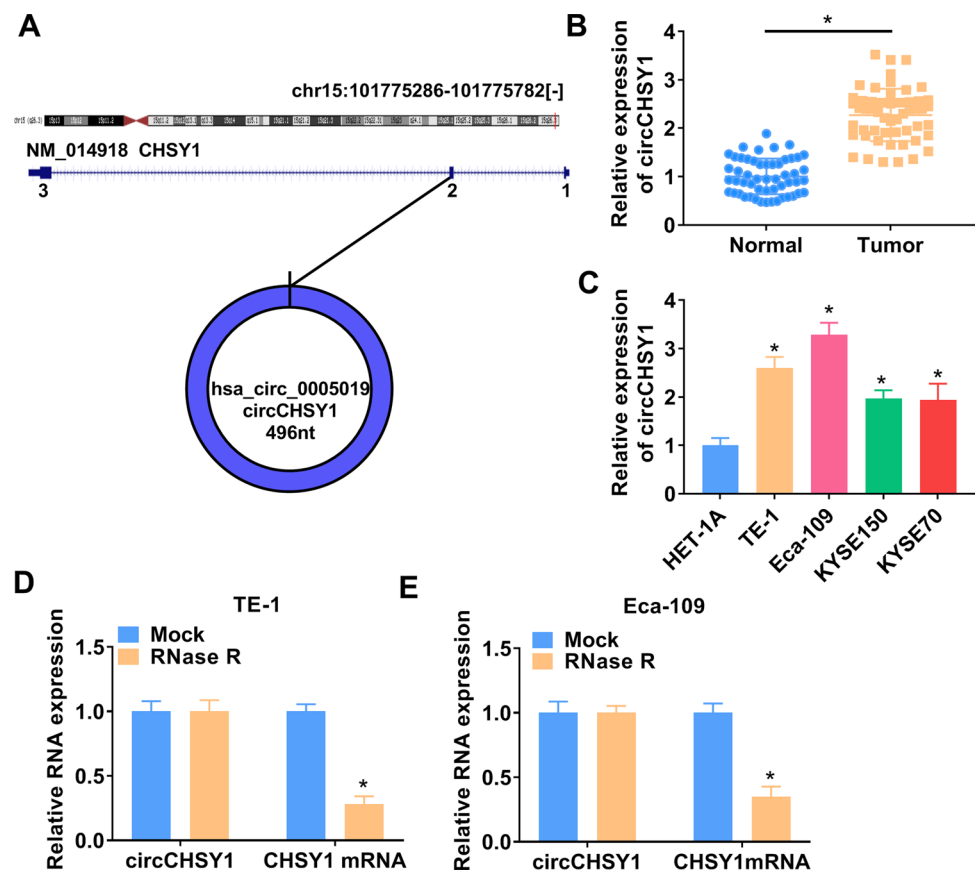 A
chr15:101775286-101775782[-]
chr15 (q26.3)
NM_014918 CHSY1
3 2 1
hsa_circ_0005019
circCHSY1
496nt
B
Relative expression
of circCHSY1
4
3
2
1
0
*
Normal Tumor
C
Relative expression
of circCHSY1
4
3
2
1
0
* * * *
HET-1A TE-1 Eca-109 KYSE150 KYSE70
D
TE-1
Mock
RNase R
Relative RNA expression
1.5
1.0
0.5
0.0
*
circCHSY1 CHSY1 mRNA
E
Eca-109
Mock
RNase R
Relative RNA expression
1.5
1.0
0.5
0.0
*
circCHSY1 CHSY1mRNA